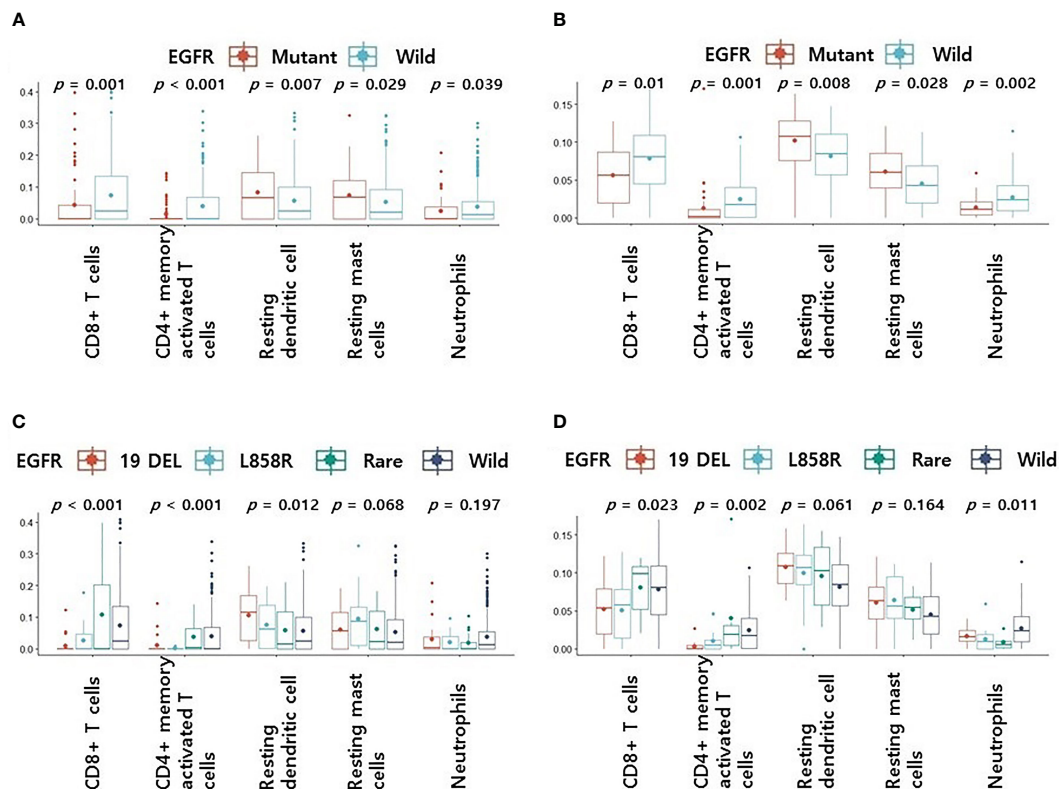 A
EGFR Mutant Wild
p = 0.001 p < 0.001 p = 0.007 p = 0.029 p = 0.039
0.4
0.3
0.2
0.1
0.0
CD8+ T cells
CD4+ memory
activated T
cells
Resting
dendritic cell
Resting mast
cells
Neutrophils
B
EGFR Mutant Wild
p = 0.01 p = 0.001 p = 0.008 p = 0.028 p = 0.002
0.15
0.10
0.05
0.00
CD8+ T cells
CD4+ memory
activated T
cells
Resting
dendritic cell
Resting mast
cells
Neutrophils
C
EGFR 19 DEL L858R Rare Wild
p < 0.001 p < 0.001 p = 0.012 p = 0.068 p = 0.197
0.4
0.3
0.2
0.1
0.0
CD8+ T cells
CD4+ memory
activated T
cells
Resting
dendritic cell
Resting mast
cells
Neutrophils
D
EGFR 19 DEL L858R Rare Wild
p = 0.023 p = 0.002 p = 0.061 p = 0.164 p = 0.011
0.15
0.10
0.05
0.00
CD8+ T cells
CD4+ memory
activated T
cells
Resting
dendritic cell
Resting mast
cells
Neutrophils